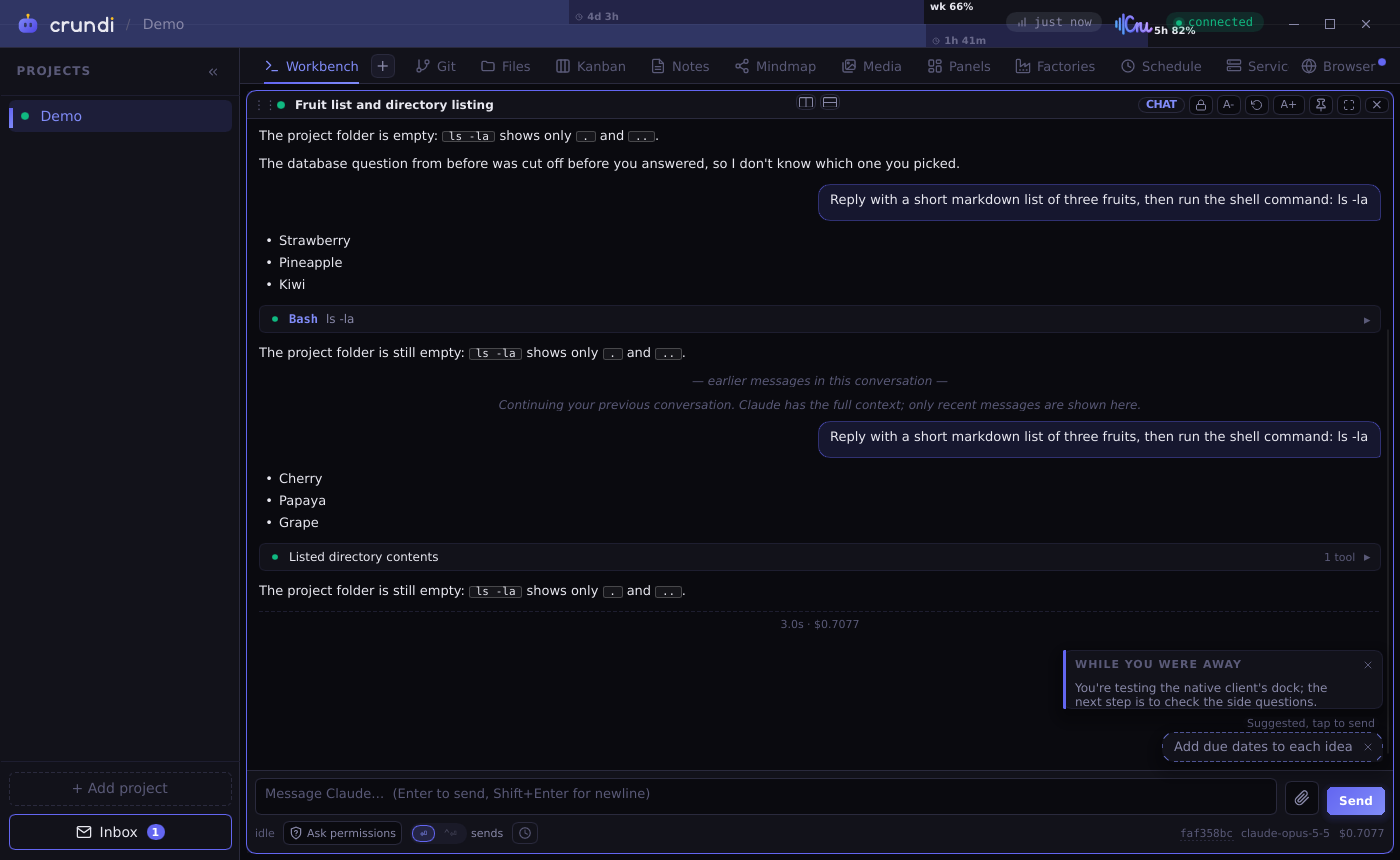 crundi / Demo
4d 3h
wk 66%
just now
connected
1h 41m
5h 82%
PROJECTS «
Workbench + Git Files Kanban Notes Mindmap Media Panels Factories Schedule Servic Browser
Demo
Fruit list and directory listing
CHAT A- A+
The project folder is empty: ls -la shows only . and .. .
The database question from before was cut off before you answered, so I don't know which one you picked.
Reply with a short markdown list of three fruits, then run the shell command: ls -la
• Strawberry
• Pineapple
• Kiwi
Bash ls -la
The project folder is still empty: ls -la shows only . and .. .
— earlier messages in this conversation —
Continuing your previous conversation. Claude has the full context; only recent messages are shown here.
Reply with a short markdown list of three fruits, then run the shell command: ls -la
• Cherry
• Papaya
• Grape
Listed directory contents 1 tool
The project folder is still empty: ls -la shows only . and .. .
3.0s · $0.7077
WHILE YOU WERE AWAY
You're testing the native client's dock; the
next step is to check the side questions.
Suggested, tap to send
Add due dates to each idea
+ Add project
Message Claude… (Enter to send, Shift+Enter for newline)
Send
Inbox 1
idle Ask permissions sends
faf358bc claude-opus-5-5 $0.7077